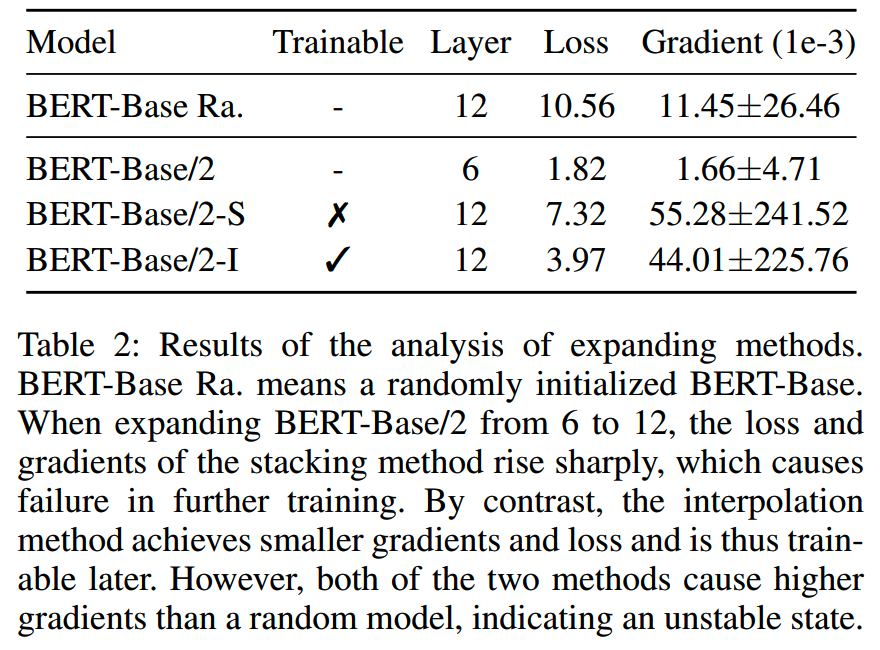 Model Trainable Layer Loss Gradient (1e-3)
BERT-Base Ra. - 12 10.56 11.45±26.46
BERT-Base/2 - 6 1.82 1.66±4.71
BERT-Base/2-S ✗ 12 7.32 55.28±241.52
BERT-Base/2-I ✓ 12 3.97 44.01±225.76
Table 2: Results of the analysis of expanding methods.
BERT-Base Ra. means a randomly initialized BERT-Base.
When expanding BERT-Base/2 from 6 to 12, the loss and
gradients of the stacking method rise sharply, which causes
failure in further training. By contrast, the interpolation
method achieves smaller gradients and loss and is thus train-
able later. However, both of the two methods cause higher
gradients than a random model, indicating an unstable state.